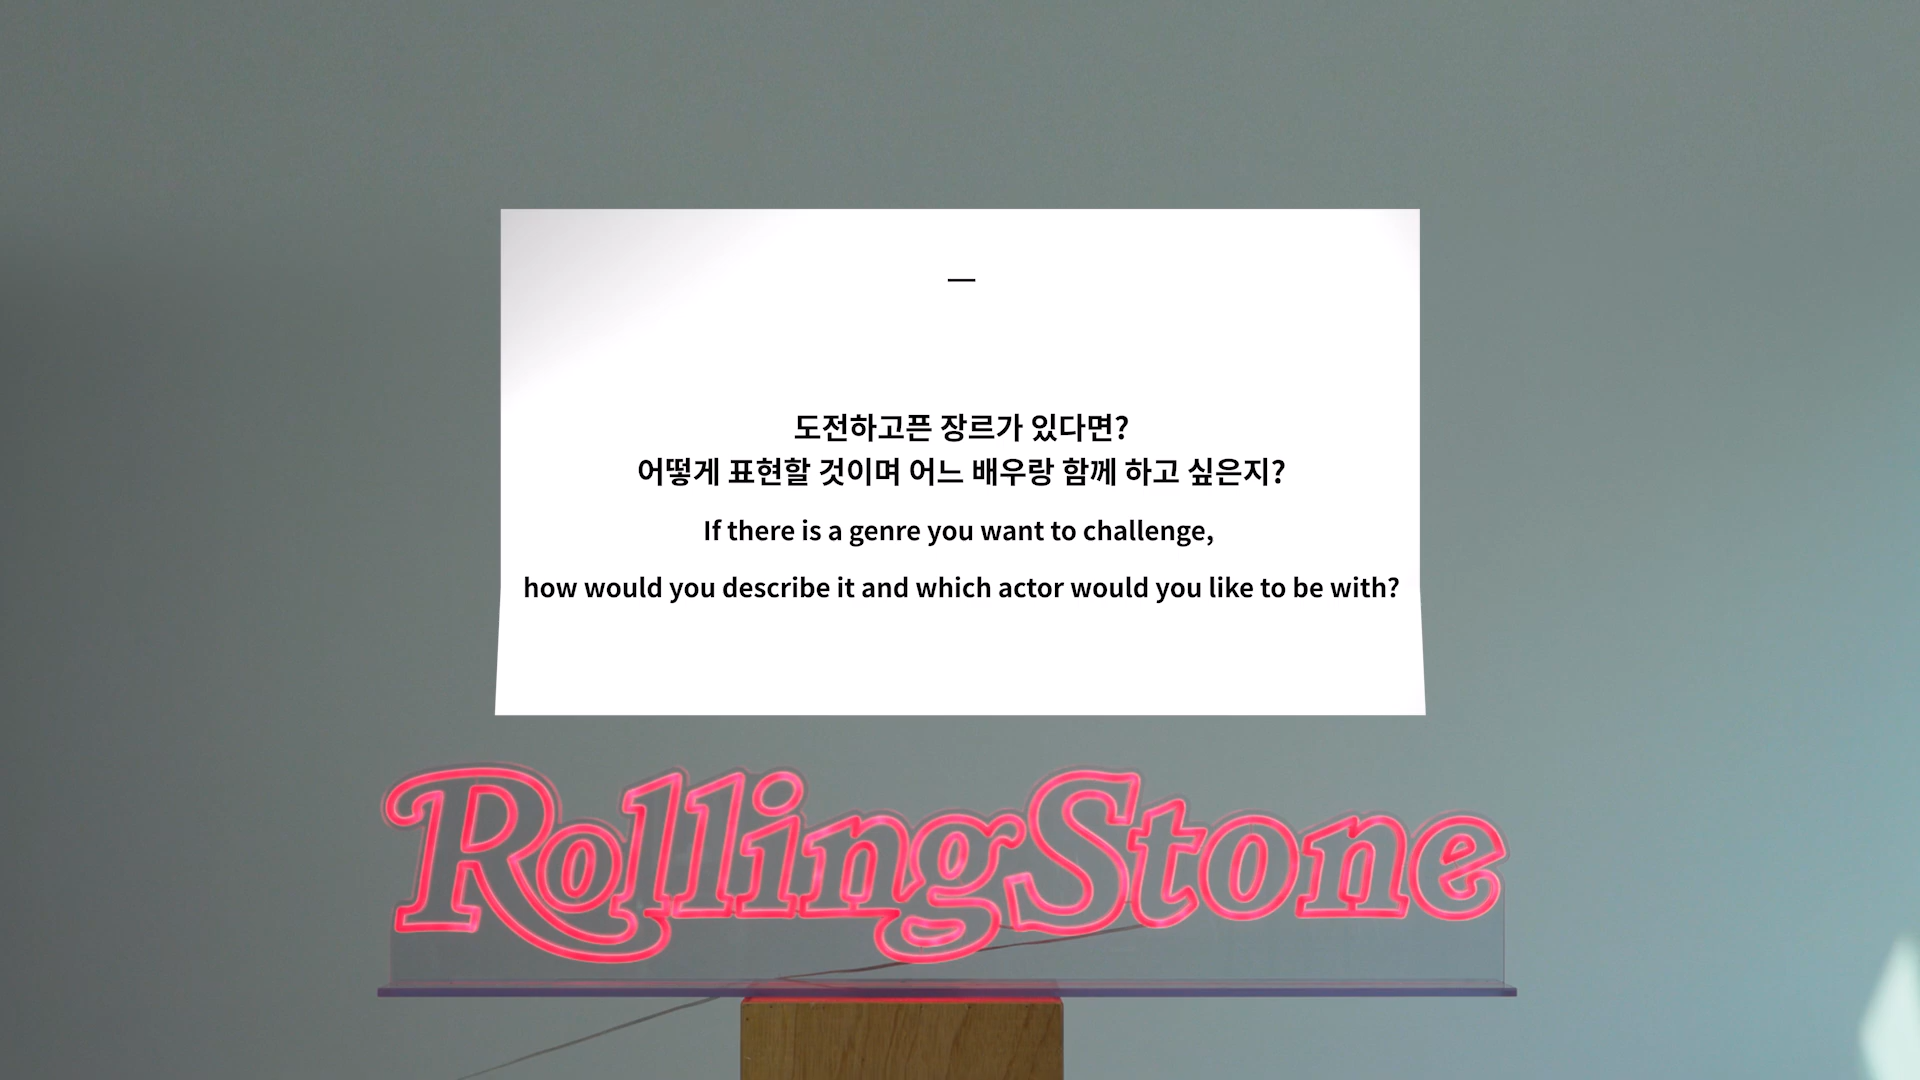 —
도전하고픈 장르가 있다면?
어떻게 표현할 것이며 어느 배우랑 함께 하고 싶은지?
If there is a genre you want to challenge,
how would you describe it and which actor would you like to be with?
RollingStone